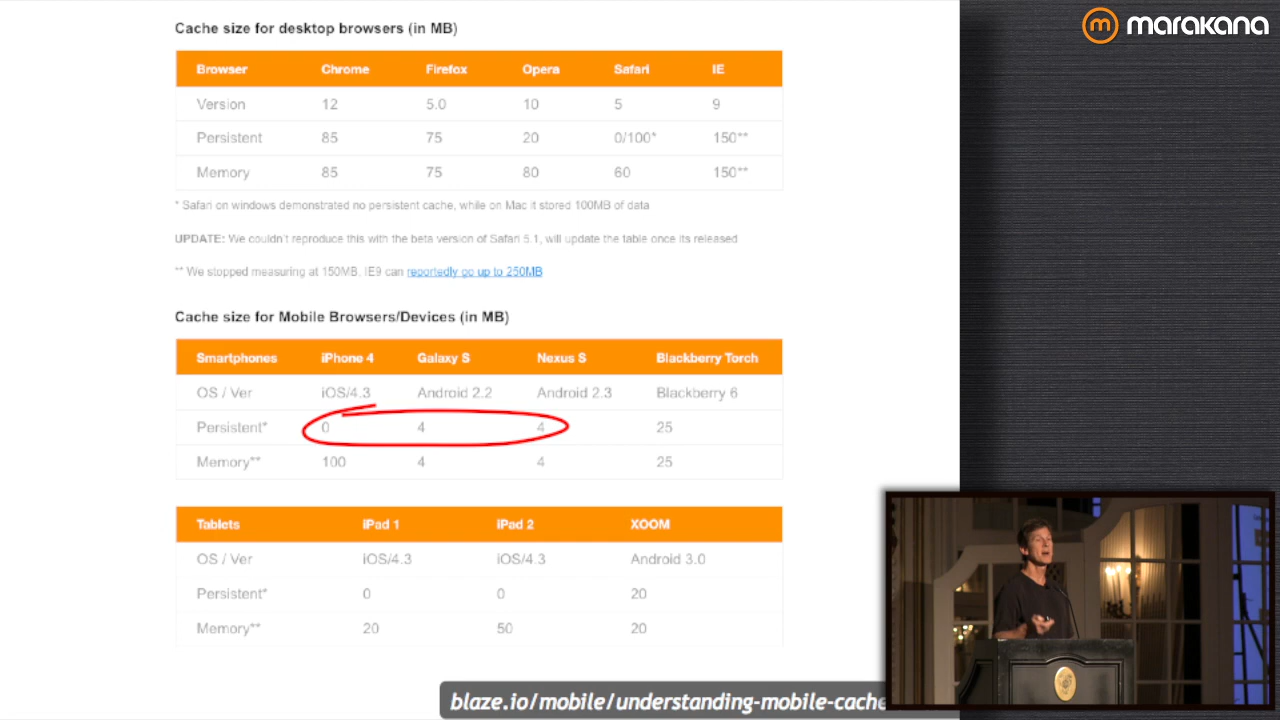 Cache size for desktop browsers (in MB)
Browser Chrome Firefox Opera Safari IE
Version 12 5.0 10 5 9
Persistent 85 75 20 0/100* 150**
Memory 85 75 80 60 150**
* Safari on windows demonstrated no persistent cache, while on Mac it stored 100MB of data
UPDATE: We couldn't reproduce this with the beta version of Safari 5.1, will update the table once its released
** We stopped measuring at 150MB. IE9 can reportedly go up to 250MB
Cache size for Mobile Browsers/Devices (in MB)
Smartphones iPhone 4 Galaxy S Nexus S Blackberry Torch
OS / Ver iOS/4.3 Android 2.2 Android 2.3 Blackberry 6
Persistent* 0 4 4 25
Memory** 100 4 4 25
Tablets iPad 1 iPad 2 XOOM
OS / Ver iOS/4.3 iOS/4.3 Android 3.0
Persistent* 0 0 20
Memory** 20 50 20
blaze.io/mobile/understanding-mobile-cache
m marakana